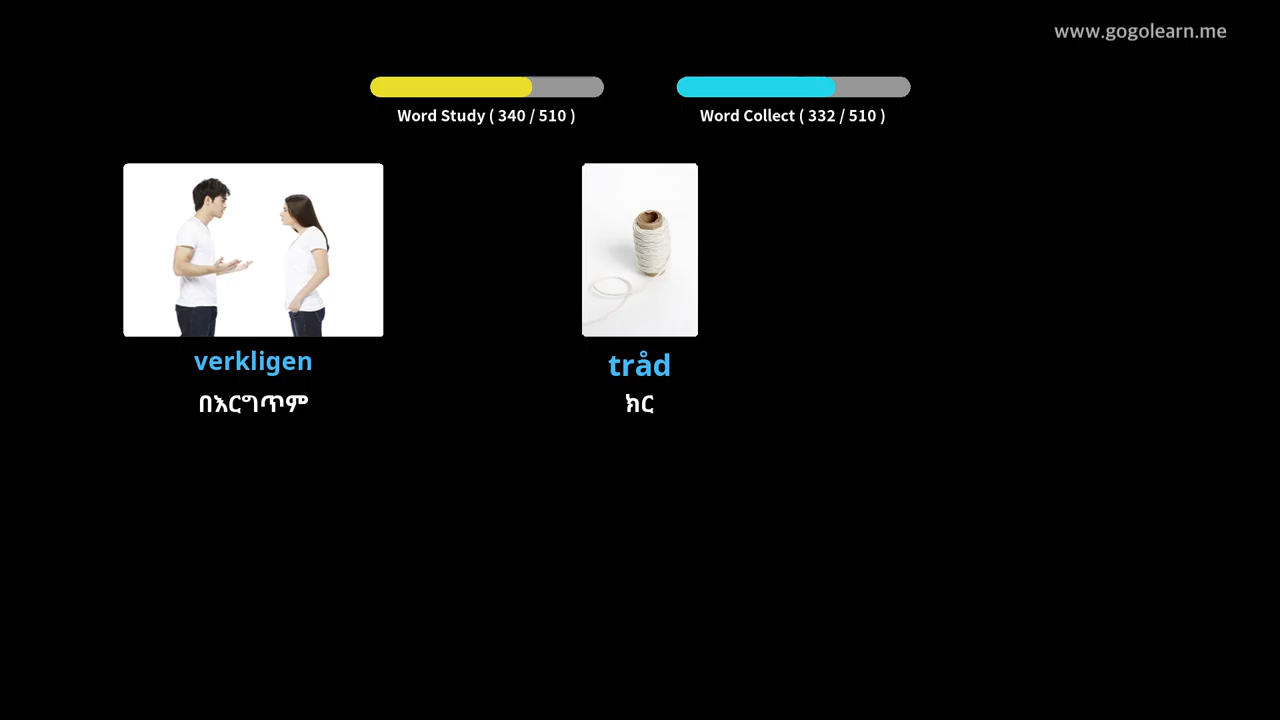 www.gogolearn.me
Word Study ( 340 / 510 )
Word Collect ( 332 / 510 )
verkligen
tråd
በእርግጥም
ክር